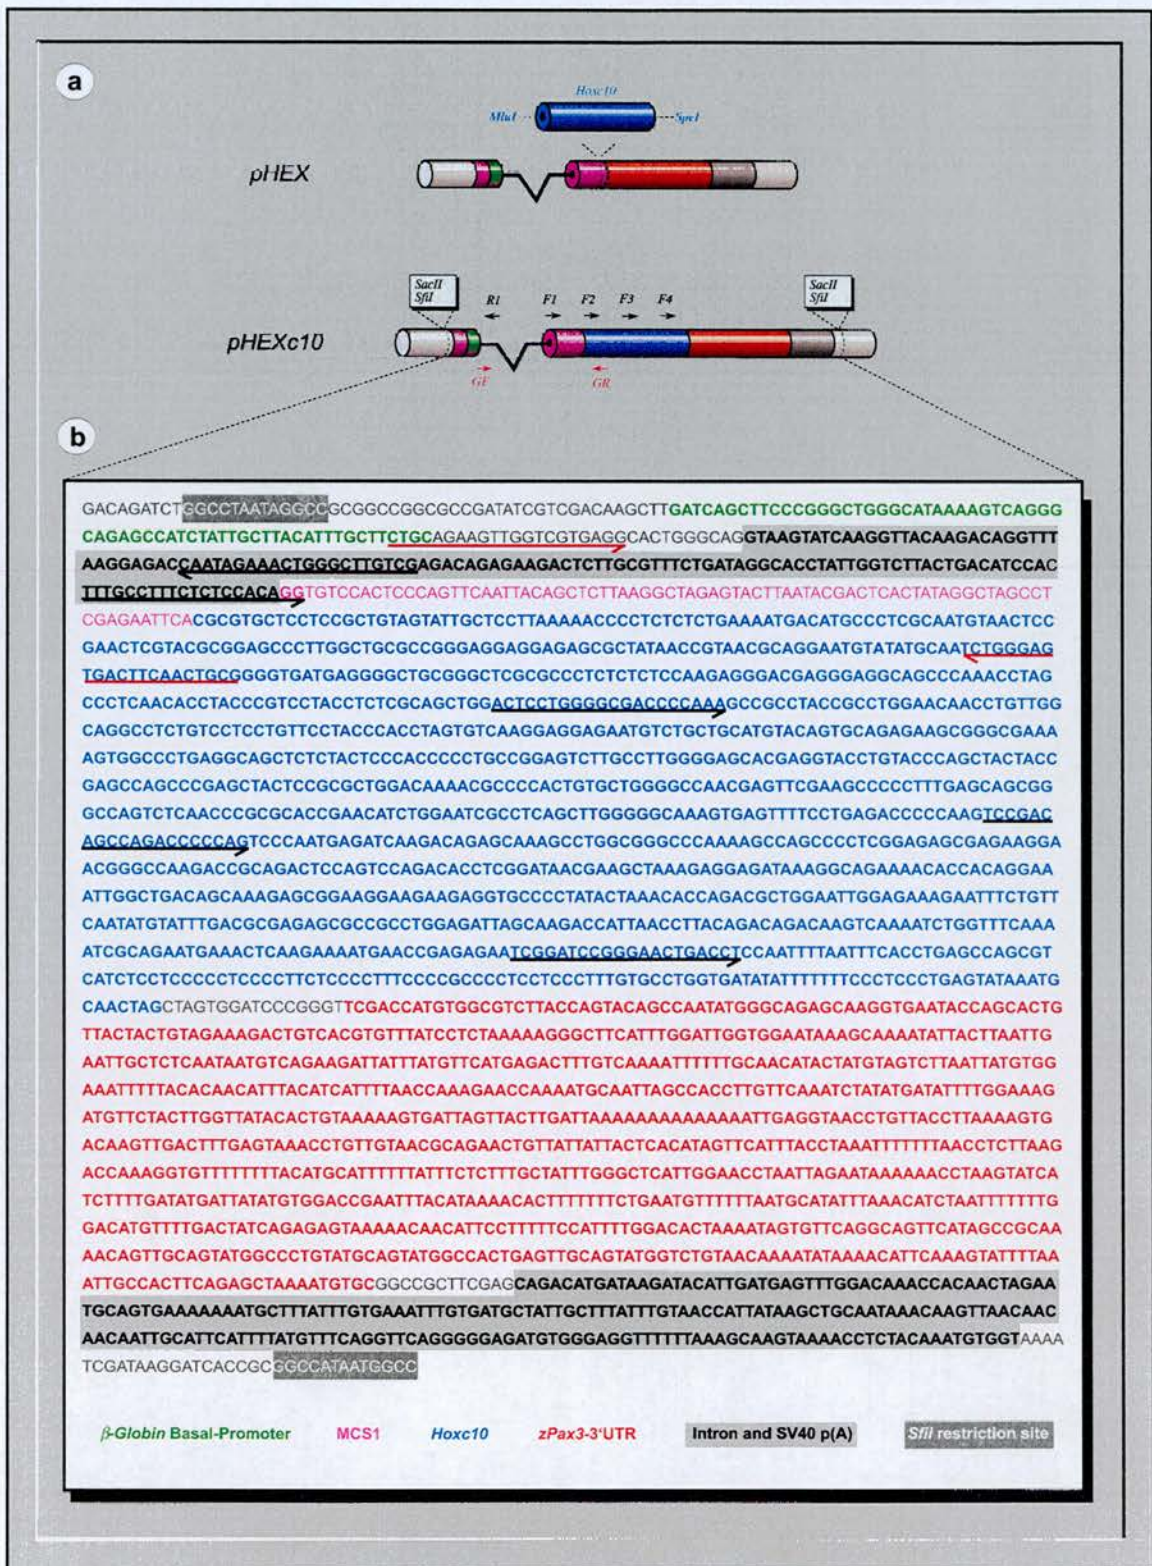 a
Hoxc10
MluI
SpeI
pHEX
SacII
SfiI
SacII
SfiI
R1
F1
F2
F3
F4
pHEXc10
GF
GR
b
GACAGATCTGGCCTAATAGGCCGCGGCCGGCGCCGATATCGTCGACAAGCTTGATCAGCTTCCCGGGCTGGGCATAAAAGTCAGGG
CAGAGCCATCTATTGCTTACATTTGCTTCTGCAGAAGTTGGTCGTGAGGCACTGGGCAGGTAAGTATCAAGGTTACAAGACAGGTTT
AAGGAGACCAATAGAAACTGGGCTTGTCGAGACAGAGAAGACTCTTGCGTTTCTGATAGGCACCTATTGGTCTTACTGACATCCAC
TTTGCCTTTCTCTCCACAGGTGTCCACTCCCAGTTCAATTACAGCTCTTAAGGCTAGAGTACTTAATACGACTCACTATAGGCTAGCCT
CGAGAATTCACGCGTGCTCCTCCGCTGTAGTATTGCTCCTTAAAAACCCCTCTCTCTGAAAATGACATGCCCTCGCAATGTAACTCC
GAACTCGTACGCGGAGCCCTTGGCTGCGCCGGGAGGAGGAGAGCGCTATAACCGTAACGCAGGAATGTATATGCAATCTGGGAG
TGACTTCAACTGCGGGGTGATGAGGGGCTGCGGGCTCGCGCCCTCTCTCTCCAAGAGGGACGAGGGAGGCAGCCCAAACCTAG
CCCTCAACACCTACCCGTCCTACCTCTCGCAGCTGGACTCCTGGGGCGACCCCAAAGCCGCCTACCGCCTGGAACAACCTGTTGG
CAGGCCTCTGTCCTCCTGTTCCTACCCACCTAGTGTCAAGGAGGAGAATGTCTGCTGCATGTACAGTGCAGAGAAGCGGGCGAAA
AGTGGCCCTGAGGCAGCTCTCTACTCCCACCCCCTGCCGGAGTCTTGCCTTGGGGAGCACGAGGTACCTGTACCCAGCTACTACC
GAGCCAGCCCGAGCTACTCCGCGCTGGACAAAACGCCCCACTGTGCTGGGGCCAACGAGTTCGAAGCCCCCTTTGAGCAGCGG
GCCAGTCTCAACCCGCGCACCGAACATCTGGAATCGCCTCAGCTTGGGGGCAAAGTGAGTTTTCCTGAGACCCCCAAGTCCGAC
AGCCAGACCCCCAGTCCCAATGAGATCAAGACAGAGCAAAGCCTGGCGGGCCCAAAAGCCAGCCCCTCGGAGAGCGAGAAGGA
ACGGGCCAAGACCGCAGACTCCAGTCCAGACACCTCGGATAACGAAGCTAAAGAGGAGATAAAGGCAGAAAACACCACAGGAA
ATTGGCTGACAGCAAAGAGCGGAAGGAAGAAGAGGTGCCCCTATACTAAACACCAGACGCTGGAATTGGAGAAAGAATTTCTGTT
CAATATGTATTTGACGCGAGAGCGCCGCCTGGAGATTAGCAAGACCATTAACCTTACAGACAGACAAGTCAAAATCTGGTTTCAAA
ATCGCAGAATGAAACTCAAGAAAATGAACCGAGAGAATCGGATCCGGGAACTGACCTCCAATTTTAATTTCACCTGAGCCAGCGT
CATCTCCTCCCCCTCCCCTTCTCCCCTTTCCCCGCCCCTCCTCCCTTTGTGCCTGGTGATATATTTTTTTCCCTCCCTGAGTATAAATG
CAACTAGCTAGTGGATCCCGGGTTCGACCATGTGGCGTCTTACCAGTACAGCCAATATGGGCAGAGCAAGGTGAATACCAGCACTG
TTACTACTGTAGAAAGACTGTCACGTGTTTATCCTCTAAAAAGGGCTTCATTTGGATTGGTGGAATAAAGCAAAATATTACTTAATTG
AATTGCTCTCAATAATGTCAGAAGATTATTTATGTTCATGAGACTTTGTCAAAATTTTTTGCAACATACTATGTAGTCTTAATTATGTGG
AAATTTTTACACAACATTTACATCATTTTAACCAAAGAACCAAAATGCAATTAGCCACCTTGTTCAAATCTATATGATATTTTGGAAAG
ATGTTCTACTTGGTTATACACTGTAAAAAGTGATTAGTTACTTGATTAAAAAAAAAAAAAATTGAGGTAACCTGTTACCTTAAAAGTG
ACAAGTTGACTTTGAGTAAACCTGTTGTAACGCAGAACTGTTATTATTACTCACATAGTTCATTTACCTAAATTTTTTTAACCTCTTAAG
ACCAAAGGTGTTTTTTTTACATGCATTTTTTATTTCTCTTTGCTATTTGGGCTCATTGGAACCTAATTAGAATAAAAAACCTAAGTATCA
TCTTTTGATATGATTATATGTGGACCGAATTTACATAAAACACTTTTTTTCTGAATGTTTTTTAATGCATATTTAAACATCTAATTTTTTTG
GACATGTTTTGACTATCAGAGAGTAAAAACAACATTCCTTTTTCCATTTTGGACACTAAAATAGTGTTCAGGCAGTTCATAGCCGCAA
AACAGTTGCAGTATGGCCCTGTATGCAGTATGGCCACTGAGTTGCAGTATGGTCTGTAACAAAATATAAAACATTCAAAGTATTTTAA
ATTGCCACTTCAGAGCTAAAATGTGCGGCCGCTTCGAGCAGACATGATAAGATACATTGATGAGTTTGGACAAACCACAACTAGAA
TGCAGTGAAAAAAATGCTTTATTTGTGAAATTTGTGATGCTATTGCTTTATTTGTAACCATTATAAGCTGCAATAAACAAGTTAACAAC
AACAATTGCATTCATTTTATGTTTCAGGTTCAGGGGGAGATGTGGGAGGTTTTTTAAAGCAAGTAAAACCTCTACAAATGTGGTAAAA
TCGATAAGGATCACCGCGGCCATAATGGCC
β-Globin Basal-Promoter MCS1 Hoxc10 zPax3-3'UTR Intron and SV40 p(A) SfiI restriction site